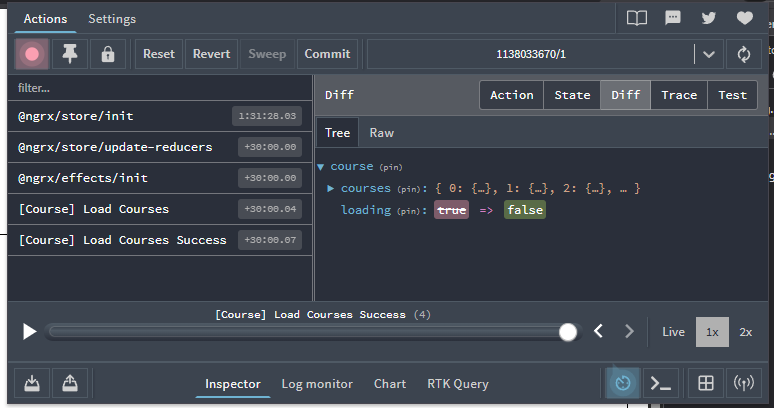 Actions Settings
Reset Revert Sweep Commit 1138033670/1
filter...
Diff Action State Diff Trace Test
@ngrx/store/init 1:31:28.03
@ngrx/store/update-reducers +30:00.00
@ngrx/effects/init +30:00.00
[Course] Load Courses +30:00.04
[Course] Load Courses Success +30:00.07
Tree Raw
course (pin)
courses (pin): { 0: {…}, 1: {…}, 2: {…}, … }
loading (pin): true => false
[Course] Load Courses Success (4)
Live 1x 2x
Inspector Log monitor Chart RTK Query